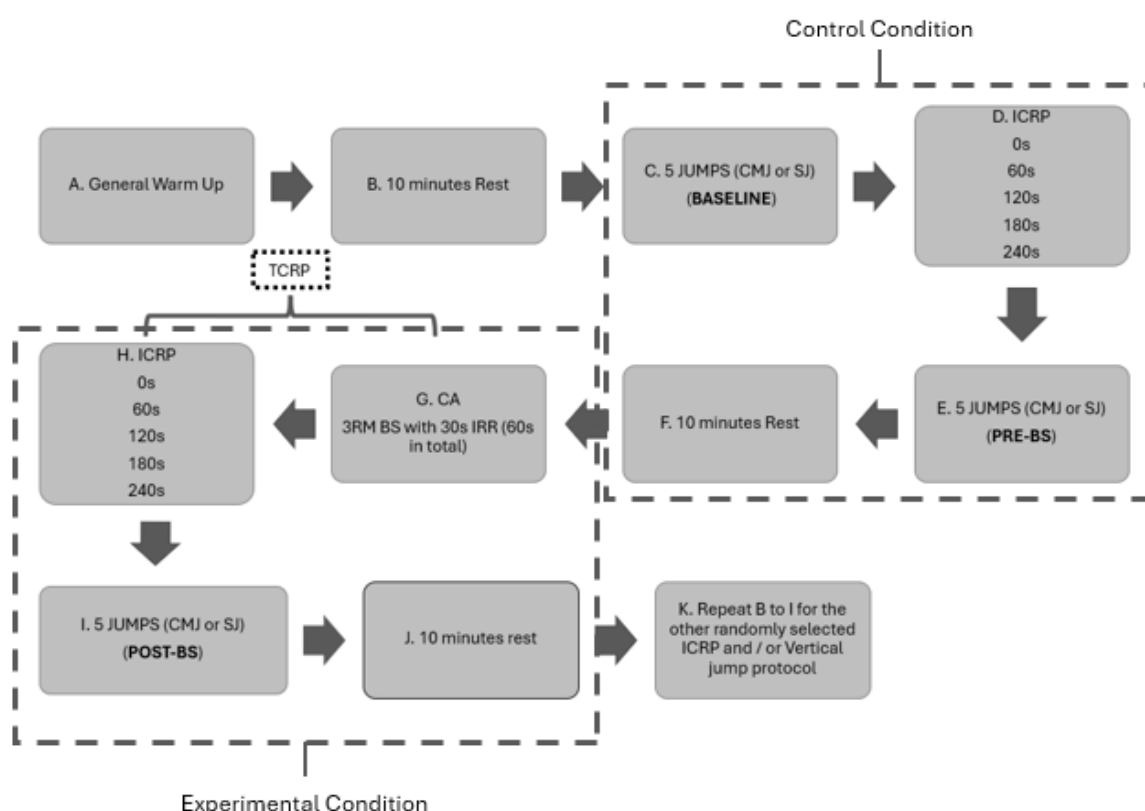 Control Condition
A. General Warm Up
B. 10 minutes Rest
C. 5 JUMPS (CMJ or SJ)
(BASELINE)
D. ICRP
0s
60s
120s
180s
240s
E. 5 JUMPS (CMJ or SJ)
(PRE-BS)
F. 10 minutes Rest
TCRP
G. CA
3RM BS with 30s IRR (60s
in total)
H. ICRP
0s
60s
120s
180s
240s
I. 5 JUMPS (CMJ or SJ)
(POST-BS)
J. 10 minutes rest
K. Repeat B to I for the
other randomly selected
ICRP and / or Vertical
jump protocol
Experimental Condition